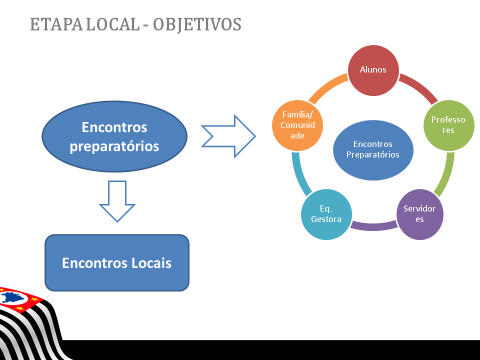 ETAPA LOCAL - OBJETIVOS
Encontros
preparatórios
Encontros Locais
Alunos
Professo
res
Servidor
es
Eq.
Gestora
Família/
Comunid
ade
Encontros
Preparatórios